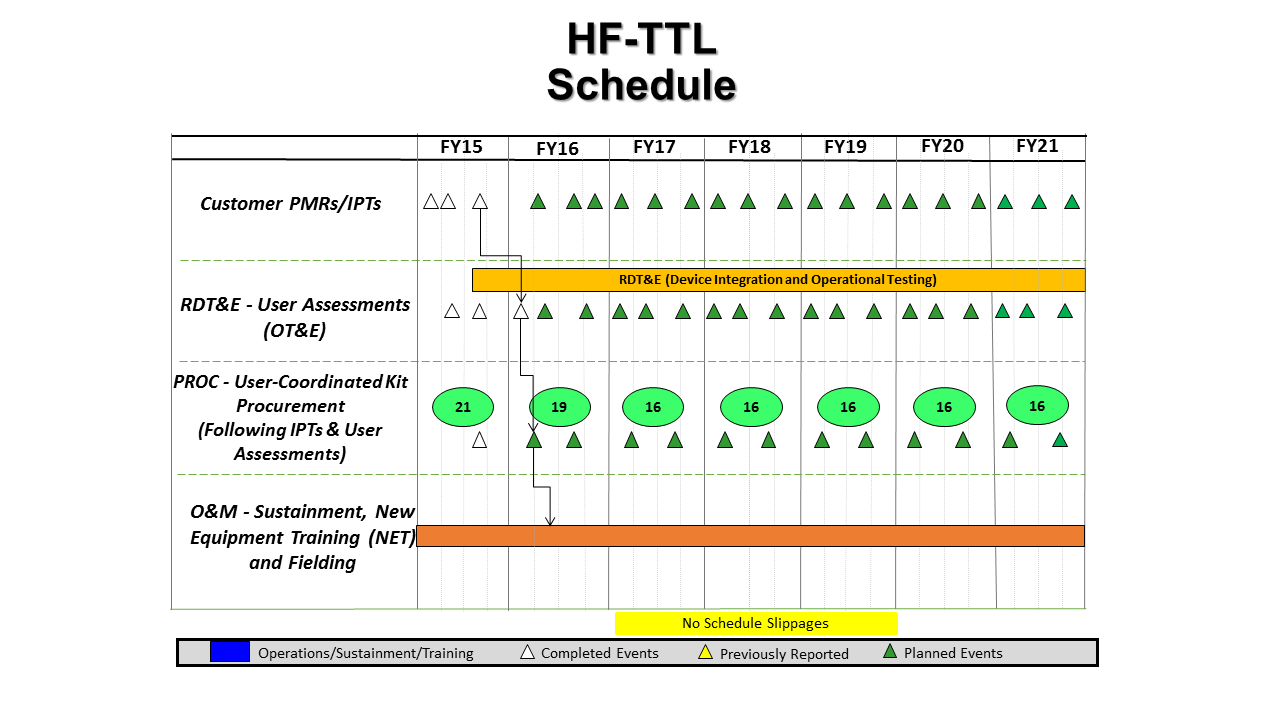 HF-TTL
Schedule
FY15 FY16 FY17 FY18 FY19 FY20 FY21
Customer PMRs/IPTs
RDT&E (Device Integration and Operational Testing)
RDT&E - User Assessments
(OT&E)
PROC - User-Coordinated Kit
Procurement
(Following IPTs & User
Assessments)
21 19 16 16 16 16 16
O&M - Sustainment, New
Equipment Training (NET)
and Fielding
No Schedule Slippages
Operations/Sustainment/Training Completed Events Previously Reported Planned Events